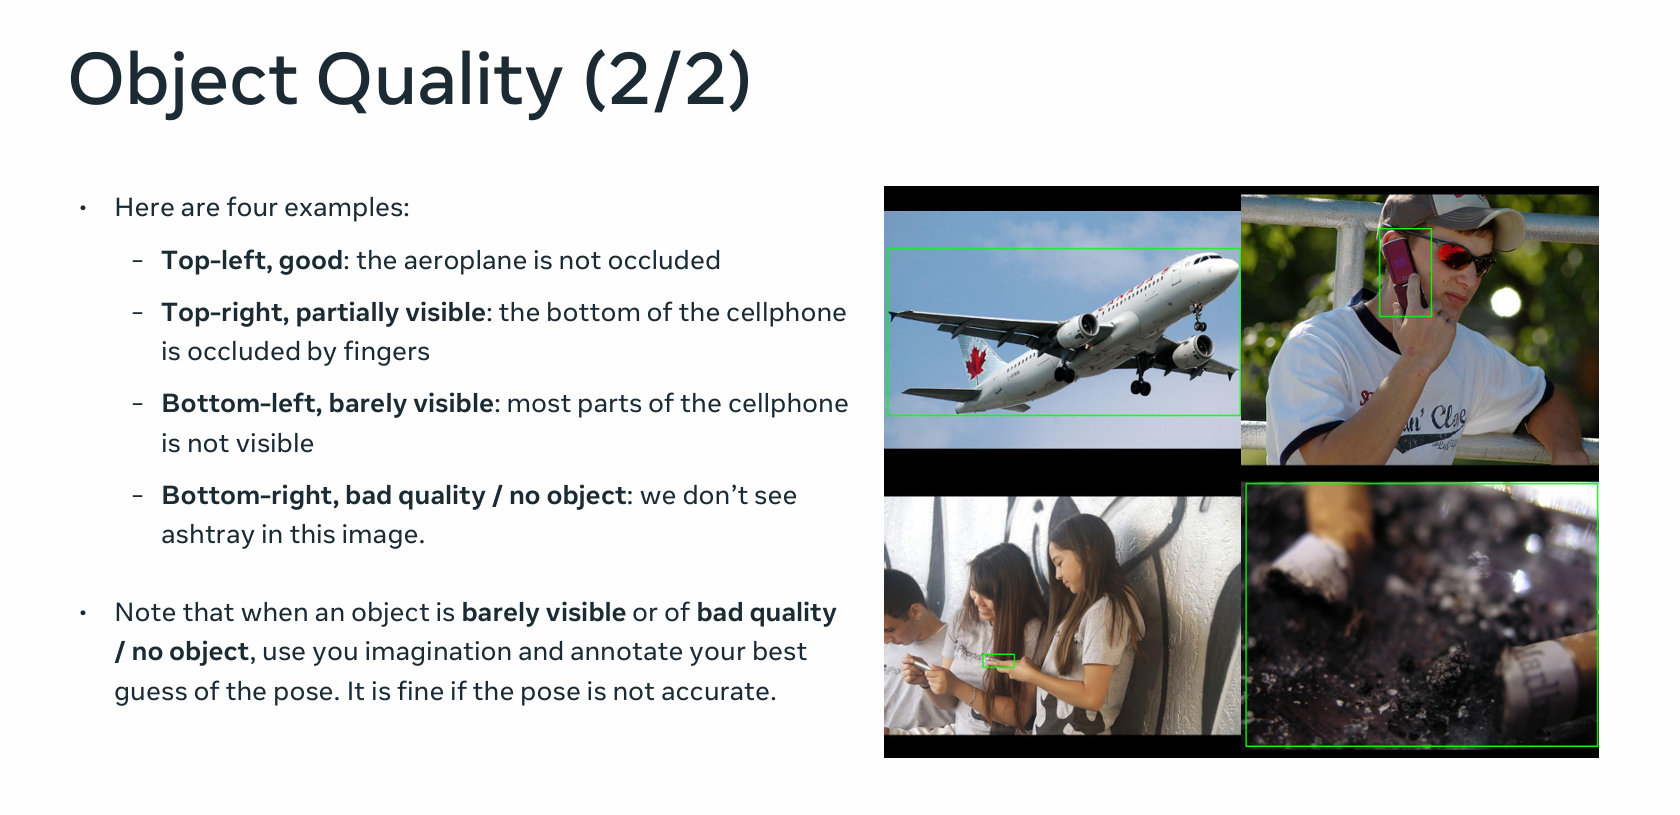 Object Quality (2/2)
• Here are four examples:
– Top-left, good: the aeroplane is not occluded
– Top-right, partially visible: the bottom of the cellphone
is occluded by fingers
– Bottom-left, barely visible: most parts of the cellphone
is not visible
– Bottom-right, bad quality / no object: we don’t see
ashtray in this image.
• Note that when an object is barely visible or of bad quality
/ no object, use you imagination and annotate your best
guess of the pose. It is fine if the pose is not accurate.